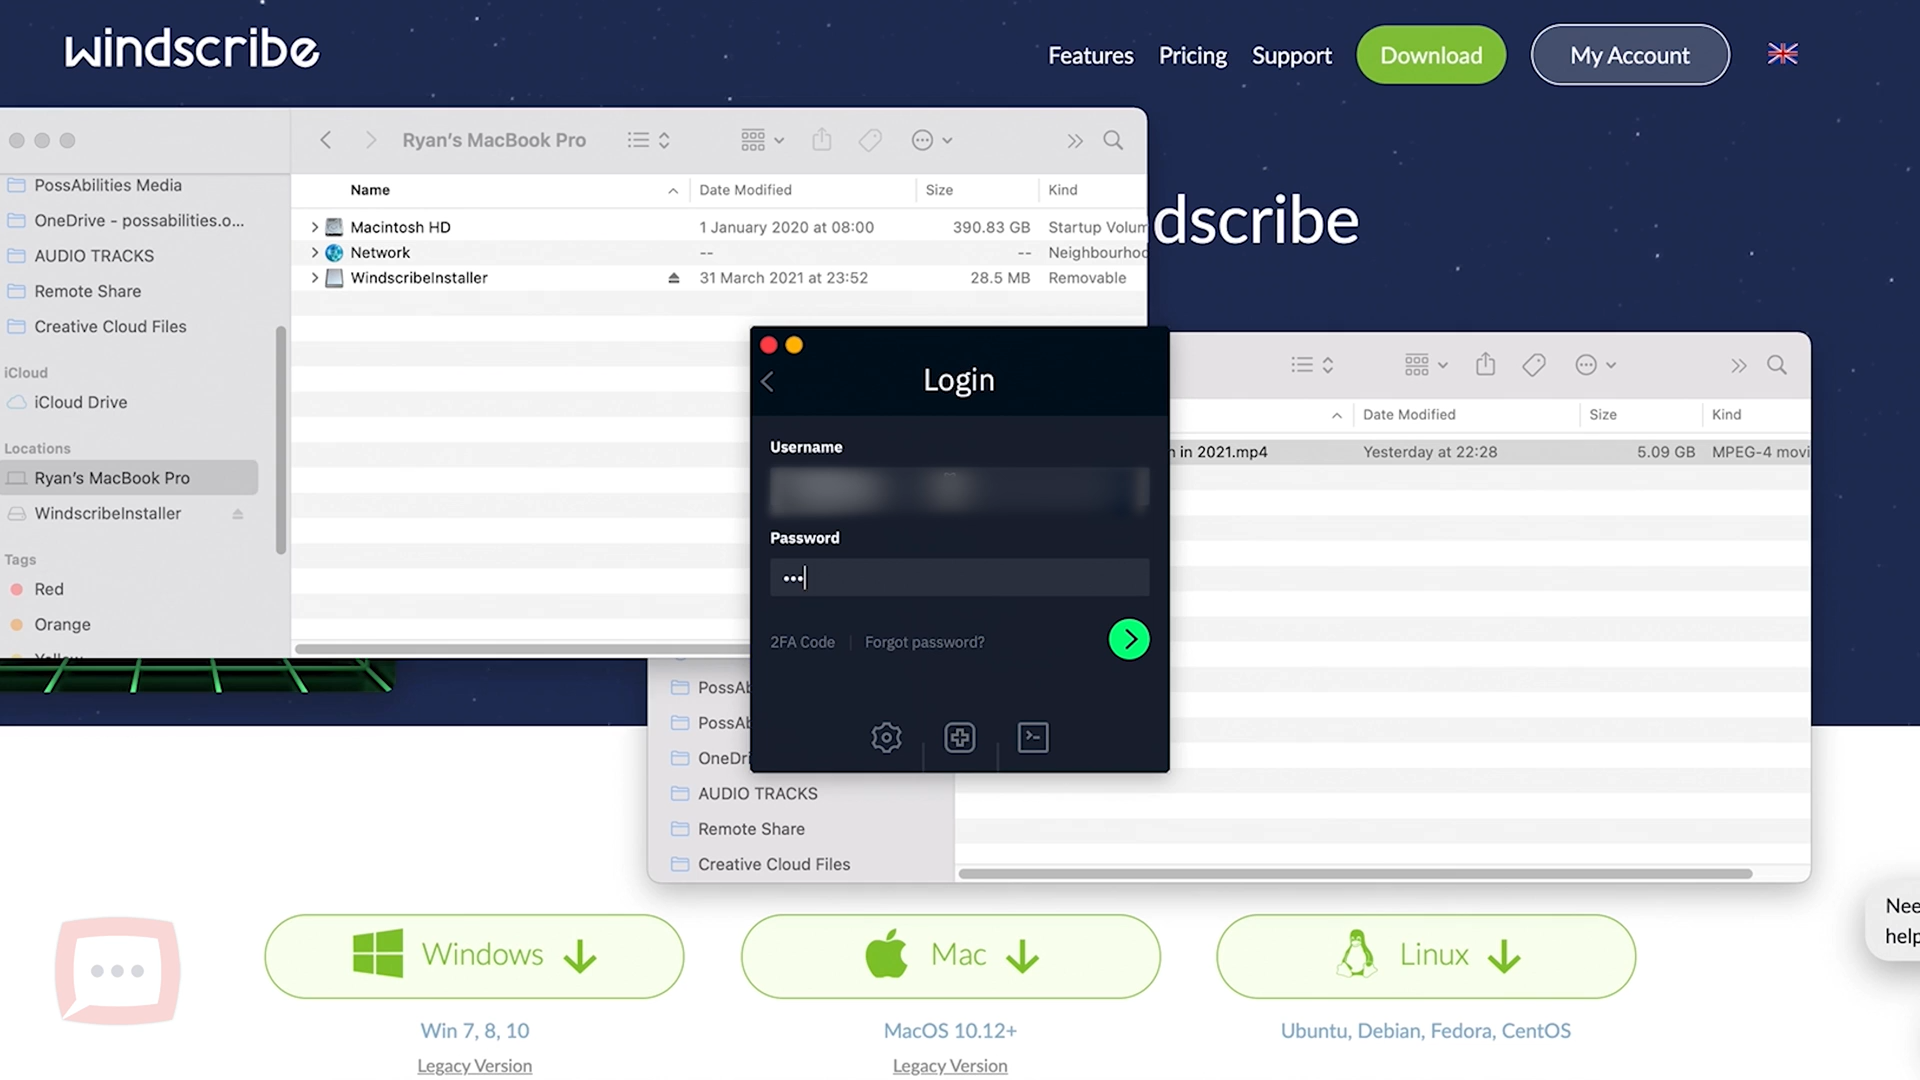 windscribe
Features Pricing Support Download My Account
Ryan's MacBook Pro
Name Date Modified Size Kind
Macintosh HD 1 January 2020 at 08:00 390.83 GB Startup Volum
Network -- -- Neighbourhoo
WindscribeInstaller 31 March 2021 at 23:52 28.5 MB Removable
PossAbilities Media
OneDrive - possabilities.o...
AUDIO TRACKS
Remote Share
Creative Cloud Files
iCloud
iCloud Drive
Locations
Ryan's MacBook Pro
WindscribeInstaller
Tags
Red
Orange
Yellow
dscribe
Login
Username
Password
•••
2FA Code Forgot password?
Date Modified Size Kind
n in 2021.mp4 Yesterday at 22:28 5.09 GB MPEG-4 movi
PossAb
PossAb
OneDri
AUDIO TRACKS
Remote Share
Creative Cloud Files
Nee
help
Windows
Win 7, 8, 10
Legacy Version
Mac
MacOS 10.12+
Legacy Version
Linux
Ubuntu, Debian, Fedora, CentOS